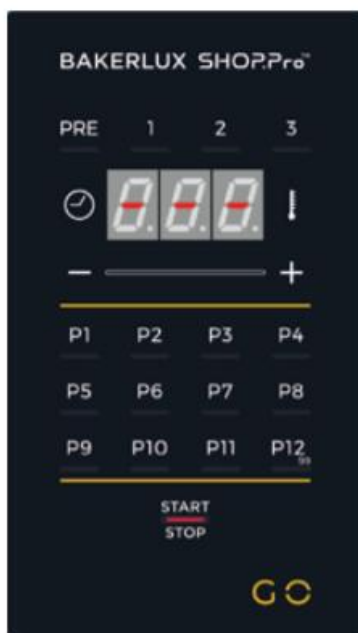 BAKERLUX SHOP.Pro™
PRE 1 2 3
- - -
− +
P1 P2 P3 P4
P5 P6 P7 P8
P9 P10 P11 P12
99
START
STOP
GO